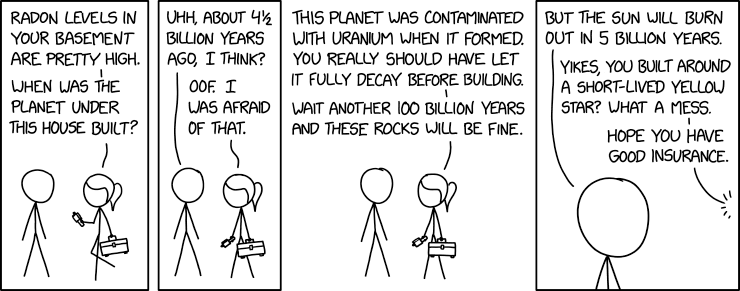 RADON LEVELS IN
YOUR BASEMENT
ARE PRETTY HIGH.
WHEN WAS THE
PLANET UNDER
THIS HOUSE BUILT?
UHH, ABOUT 4½
BILLION YEARS
AGO, I THINK?
OOF. I
WAS AFRAID
OF THAT.
THIS PLANET WAS CONTAMINATED
WITH URANIUM WHEN IT FORMED.
YOU REALLY SHOULD HAVE LET
IT FULLY DECAY BEFORE BUILDING.
WAIT ANOTHER 100 BILLION YEARS
AND THESE ROCKS WILL BE FINE.
BUT THE SUN WILL BURN
OUT IN 5 BILLION YEARS.
YIKES, YOU BUILT AROUND
A SHORT-LIVED YELLOW
STAR? WHAT A MESS.
HOPE YOU HAVE
GOOD INSURANCE.